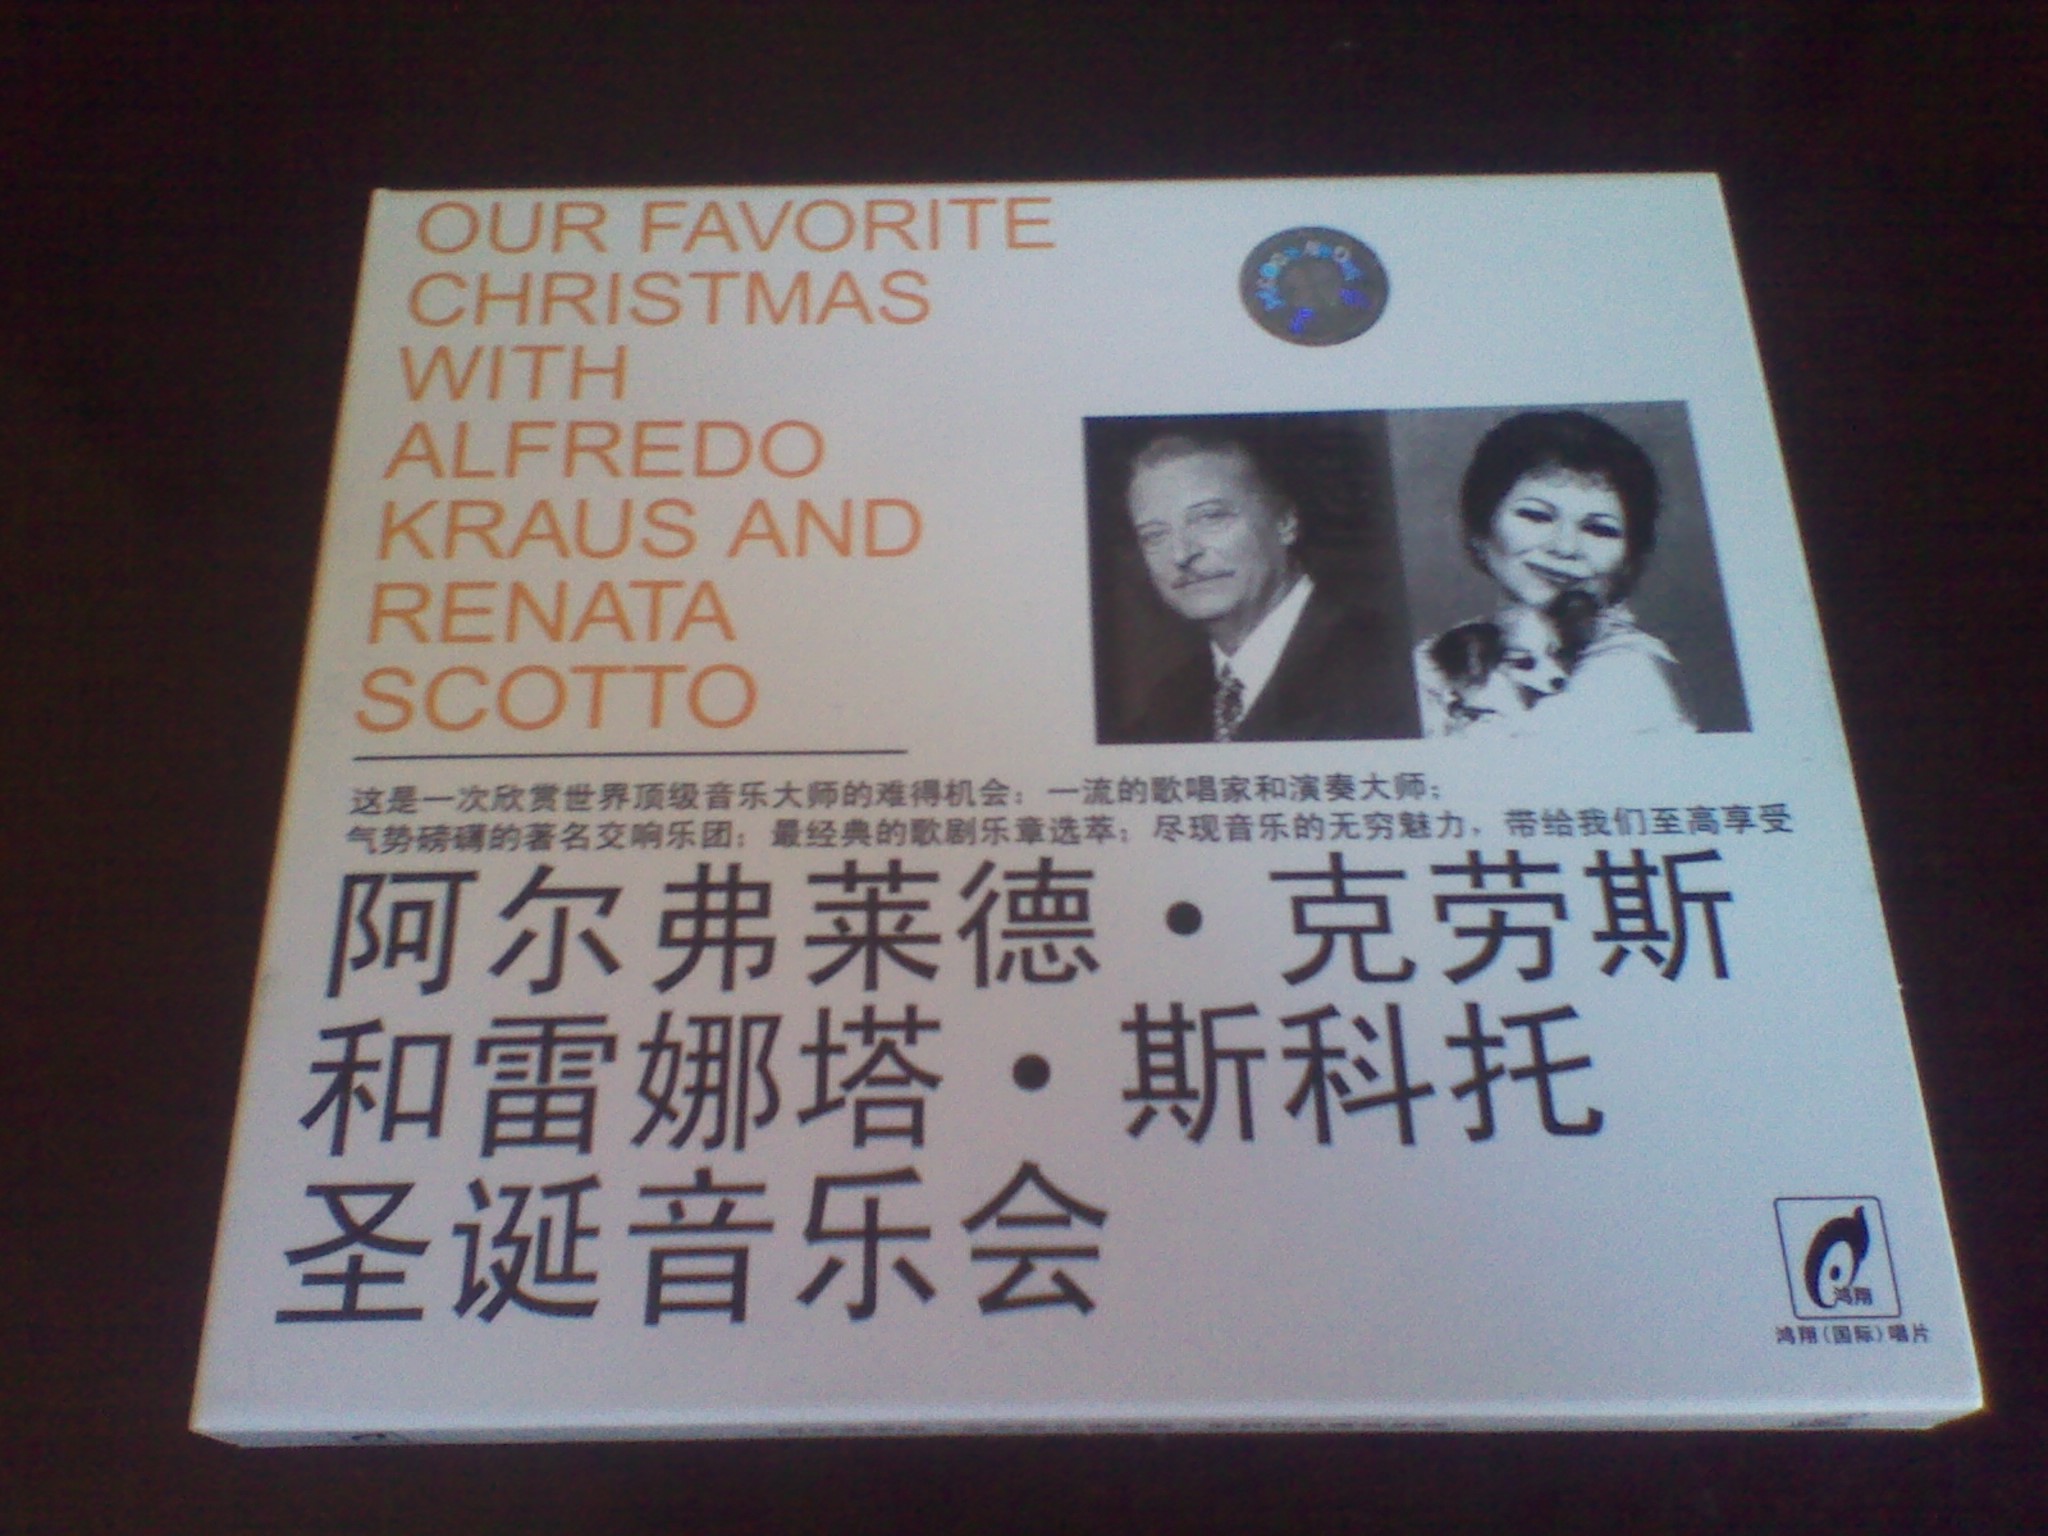 OUR FAVORITE
CHRISTMAS
WITH
ALFREDO
KRAUS AND
RENATA
SCOTTO
这是一次欣赏世界顶级音乐大师的难得机会：一流的歌唱家和演奏大师；
气势磅礴的著名交响乐团；最经典的歌剧乐章选萃；尽现音乐的无穷魅力，带给我们至高享受
阿尔弗莱德·克劳斯
和雷娜塔·斯科托
圣诞音乐会
鸿翔
鸿翔(国际)唱片